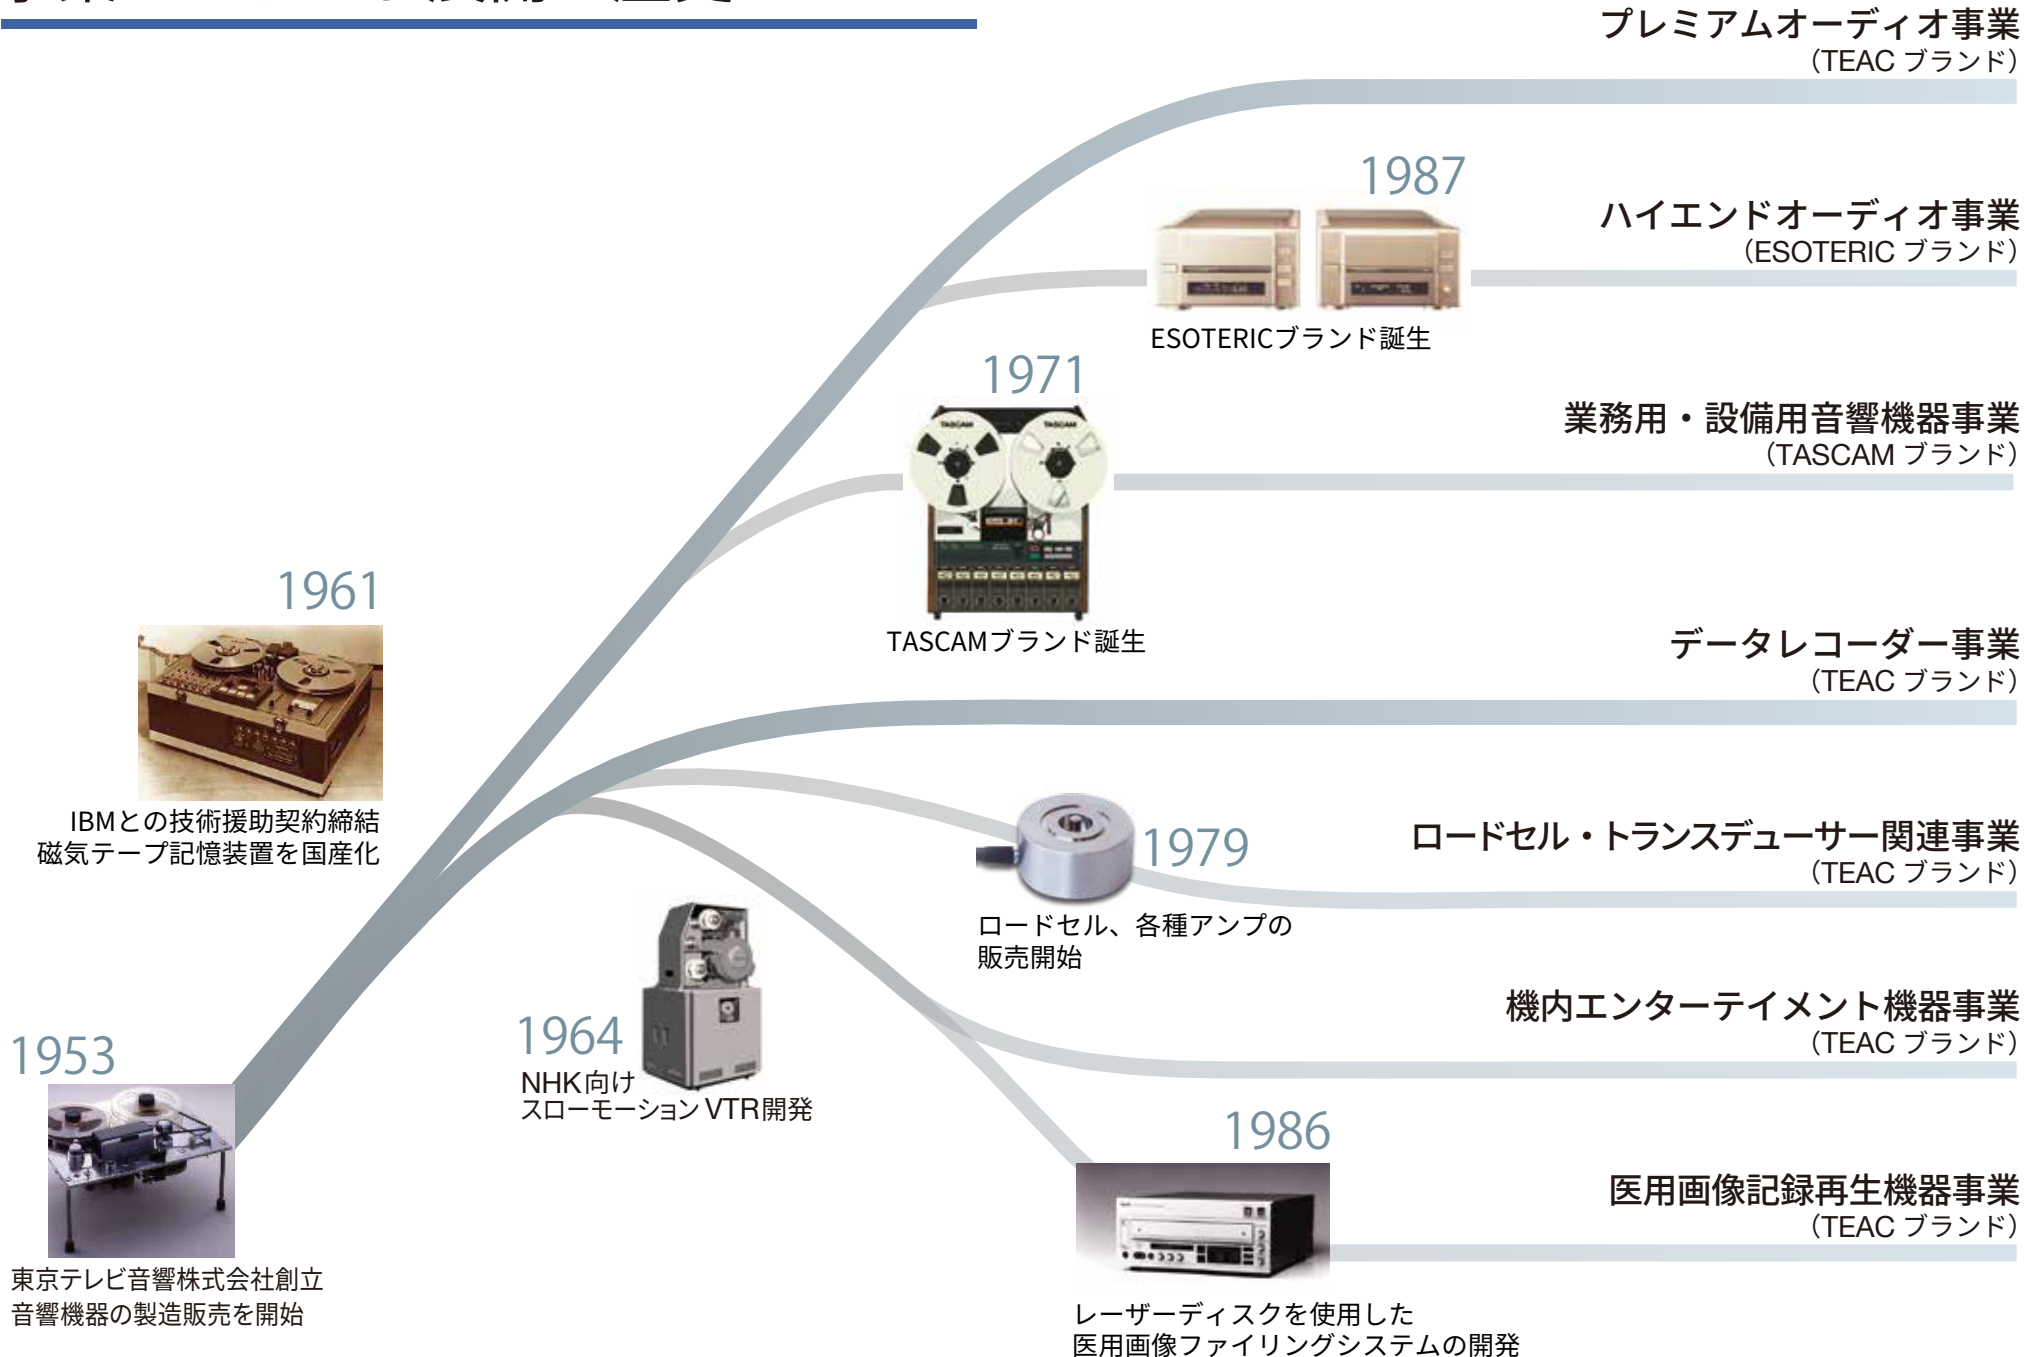 プレミアムオーディオ事業
（TEAC ブランド）
1987
ハイエンドオーディオ事業
（ESOTERIC ブランド）
ESOTERICブランド誕生
1971
業務用・設備用音響機器事業
（TASCAM ブランド）
TASCAM
TASCAM
TASCAMブランド誕生
1961
IBMとの技術援助契約締結
磁気テープ記憶装置を国産化
データレコーダー事業
（TEAC ブランド）
1979
ロードセル・トランスデューサー関連事業
（TEAC ブランド）
ロードセル、各種アンプの
販売開始
1964
NHK向け
スローモーションVTR開発
機内エンターテイメント機器事業
（TEAC ブランド）
1953
東京テレビ音響株式会社創立
音響機器の製造販売を開始
1986
医用画像記録再生機器事業
（TEAC ブランド）
レーザーディスクを使用した
医用画像ファイリングシステムの開発